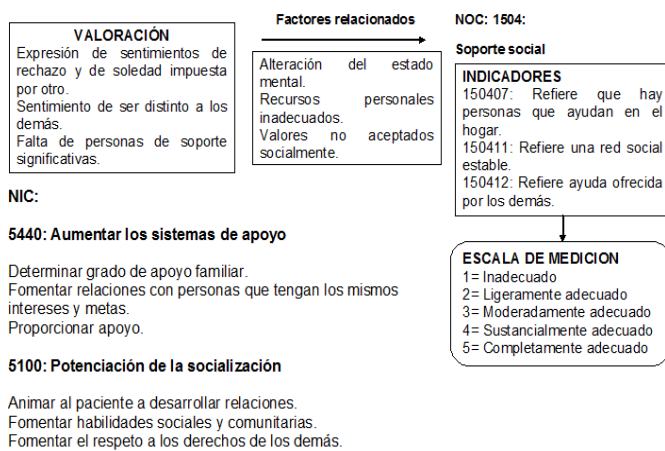 VALORACIÓN
Expresión de sentimientos de
rechazo y de soledad impuesta
por otro.
Sentimiento de ser distinto a los
demás.
Falta de personas de soporte
significativas.
Factores relacionados
Alteración del estado
mental.
Recursos personales
inadecuados.
Valores no aceptados
socialmente.
NOC: 1504:
Soporte social
INDICADORES
150407: Refiere que hay
personas que ayudan en el
hogar.
150411: Refiere una red social
estable.
150412: Refiere ayuda ofrecida
por los demás.
ESCALA DE MEDICION
1= Inadecuado
2= Ligeramente adecuado
3= Moderadamente adecuado
4= Sustancialmente adecuado
5= Completamente adecuado
NIC:
5440: Aumentar los sistemas de apoyo
Determinar grado de apoyo familiar.
Fomentar relaciones con personas que tengan los mismos
intereses y metas.
Proporcionar apoyo.
5100: Potenciación de la socialización
Animar al paciente a desarrollar relaciones.
Fomentar habilidades sociales y comunitarias.
Fomentar el respeto a los derechos de los demás.